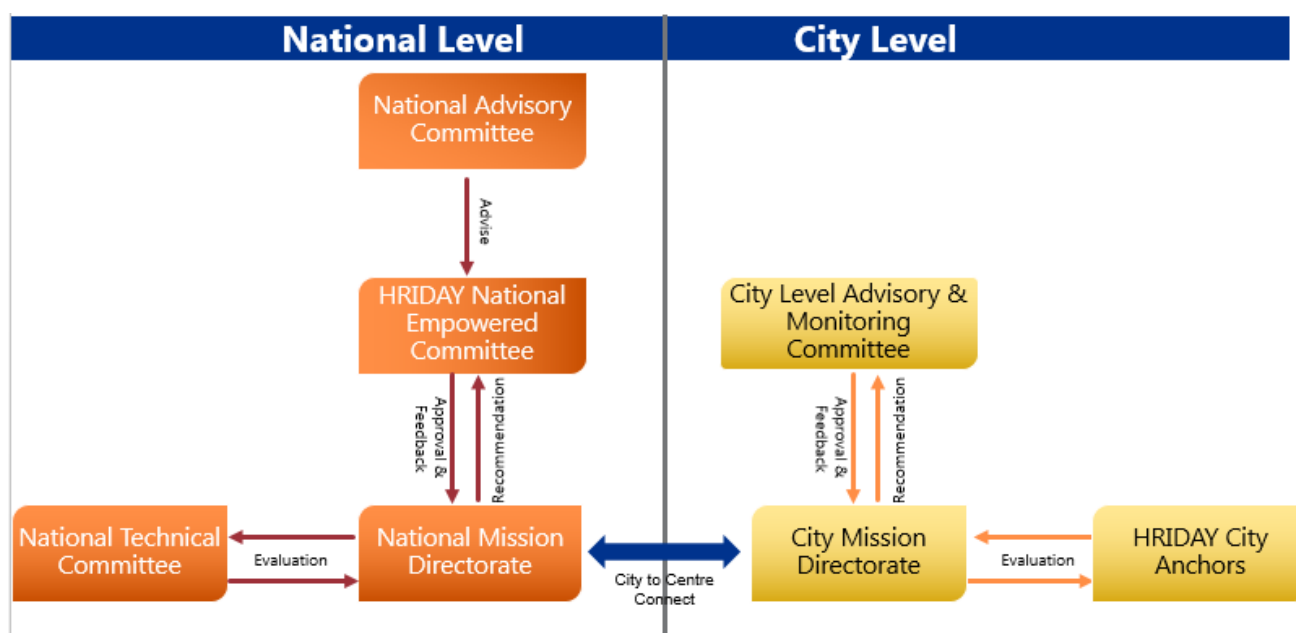 National Level
City Level
National Advisory
Committee
Advise
HRIDAY National
Empowered
Committee
City Level Advisory &
Monitoring
Committee
Approval &
Feedback
Recommendation
Approval &
Feedback
Recommendation
National Technical
Committee
Evaluation
National Mission
Directorate
City to Centre
Connect
City Mission
Directorate
Evaluation
HRIDAY City
Anchors